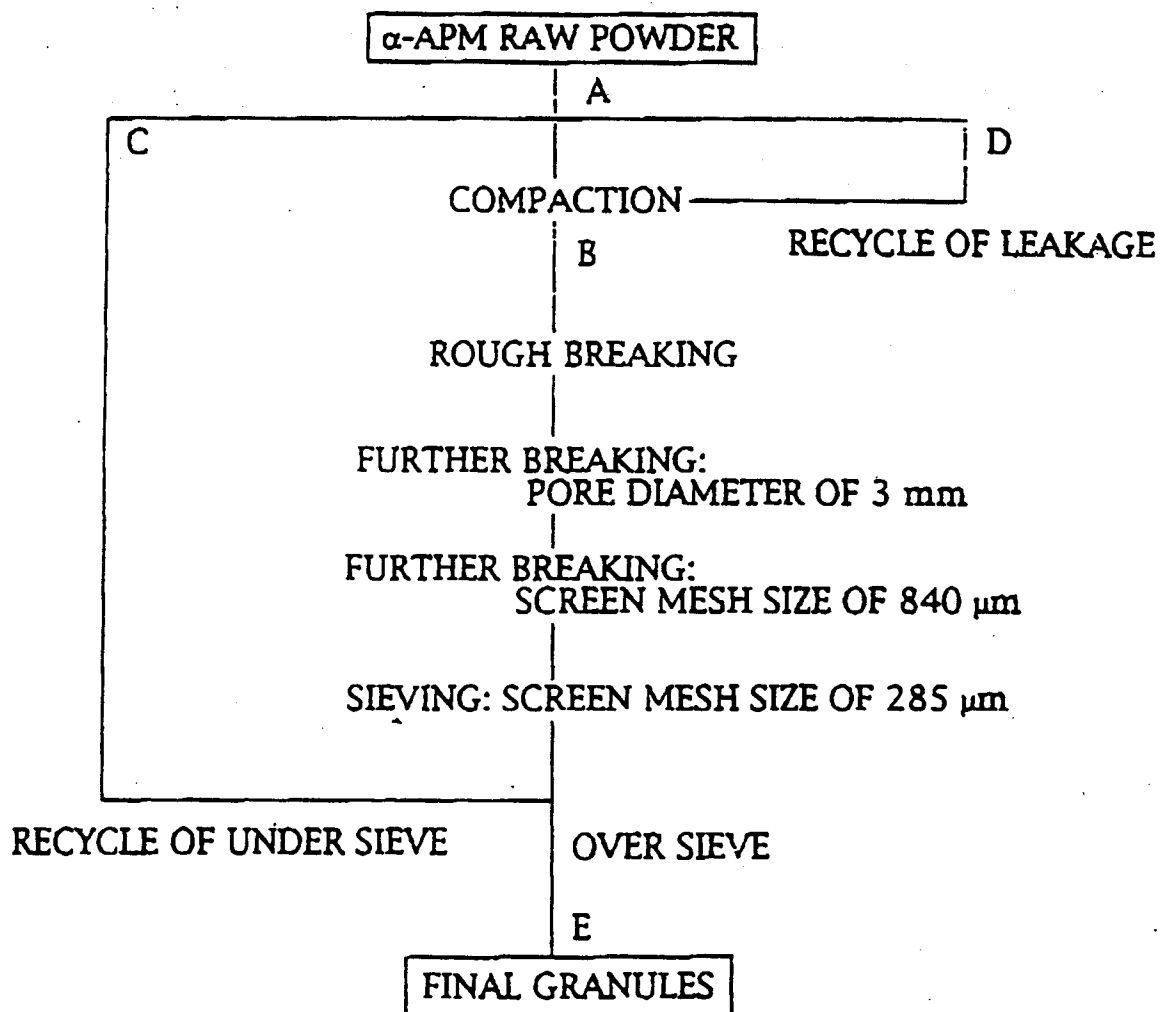 α-APM RAW POWDER
A
C
D
COMPACTION
B
RECYCLE OF LEAKAGE
ROUGH BREAKING
FURTHER BREAKING:
PORE DIAMETER OF 3 mm
FURTHER BREAKING:
SCREEN MESH SIZE OF 840 μm
SIEVING: SCREEN MESH SIZE OF 285 μm
RECYCLE OF UNDER SIEVE
OVER SIEVE
E
FINAL GRANULES